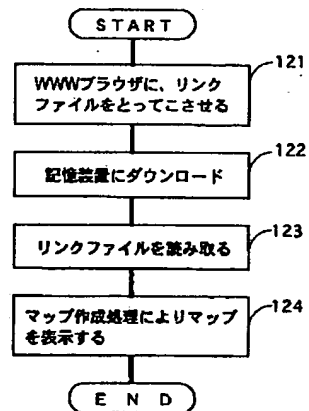 START
121
WWWブラウザに、リンク
ファイルをとってこさせる
122
記憶装置にダウンロード
123
リンクファイルを読み取る
124
マップ作成処理によりマップ
を表示する
END